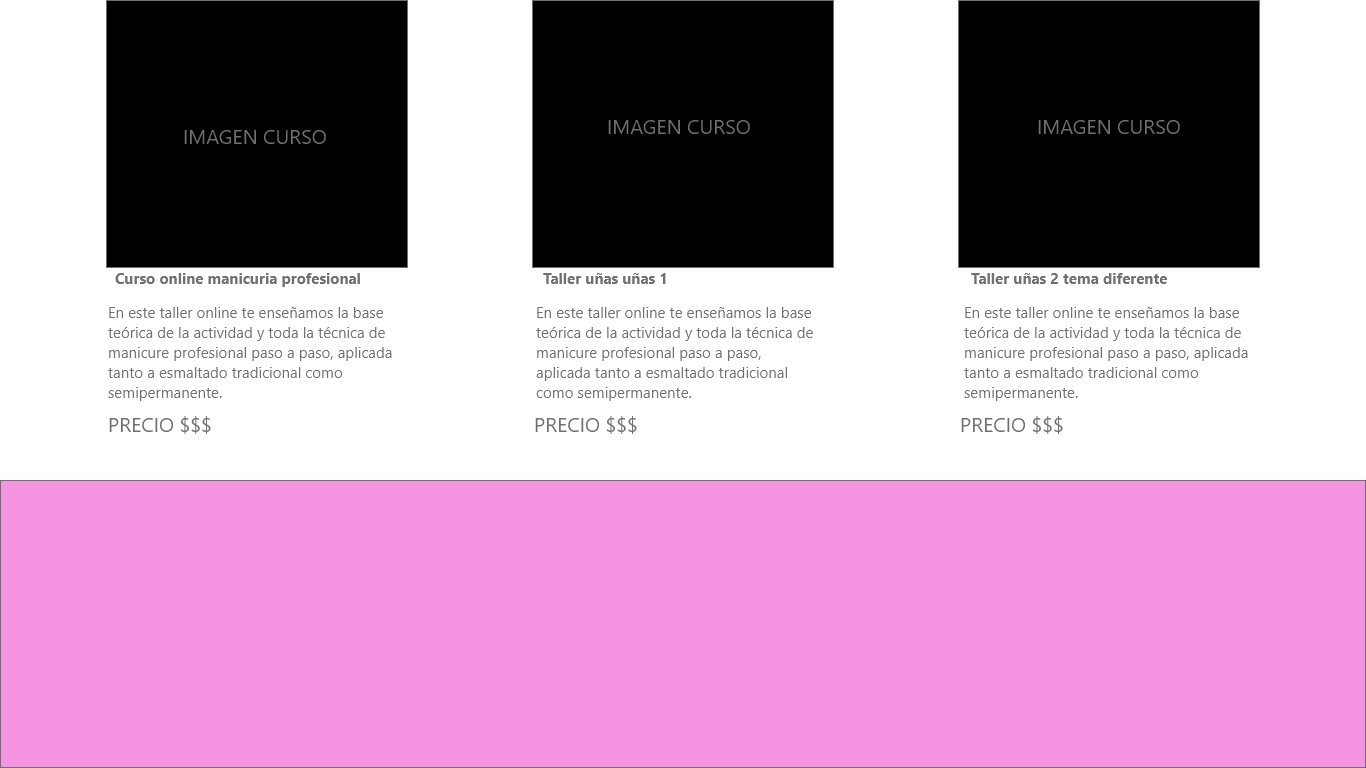 IMAGEN CURSO
Curso online manicuria profesional
En este taller online te enseñamos la base
teórica de la actividad y toda la técnica de
manicure profesional paso a paso, aplicada
tanto a esmaltado tradicional como
semipermanente.
PRECIO $$$
IMAGEN CURSO
Taller uñas uñas 1
En este taller online te enseñamos la base
teórica de la actividad y toda la técnica de
manicure profesional paso a paso,
aplicada tanto a esmaltado tradicional
como semipermanente.
PRECIO $$$
IMAGEN CURSO
Taller uñas 2 tema diferente
En este taller online te enseñamos la base
teórica de la actividad y toda la técnica de
manicure profesional paso a paso, aplicada
tanto a esmaltado tradicional como
semipermanente.
PRECIO $$$